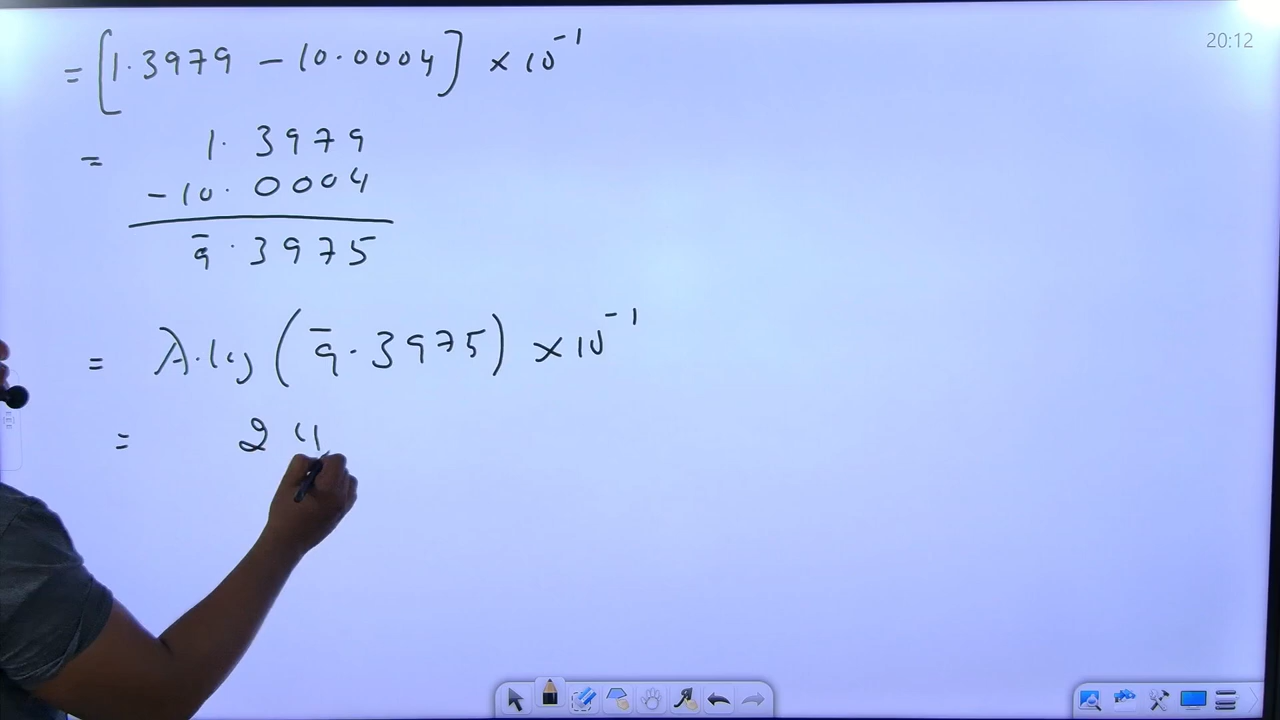 20:12
= [1.3979 - 10.0004] × 10⁻¹
= 1.3979
- 10.0004
9̄.3975
= A.log (9̄.3975) × 10⁻¹
= 24